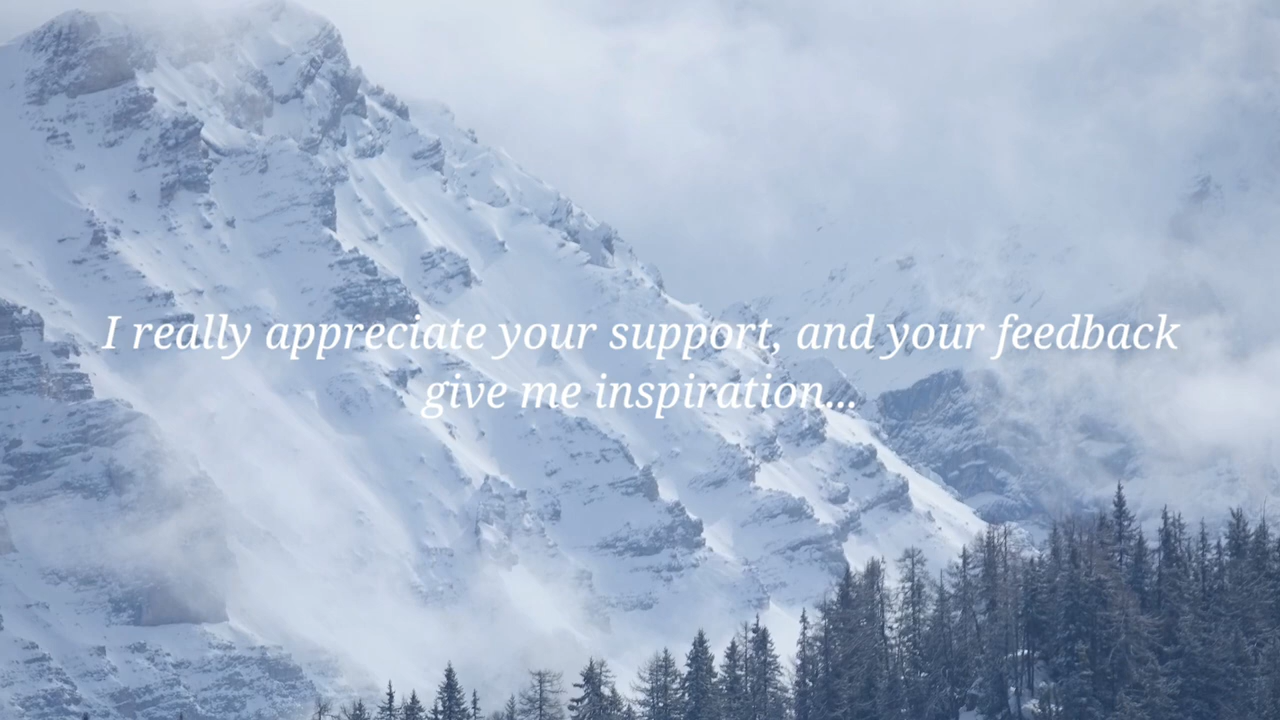 I really appreciate your support, and your feedback
give me inspiration...